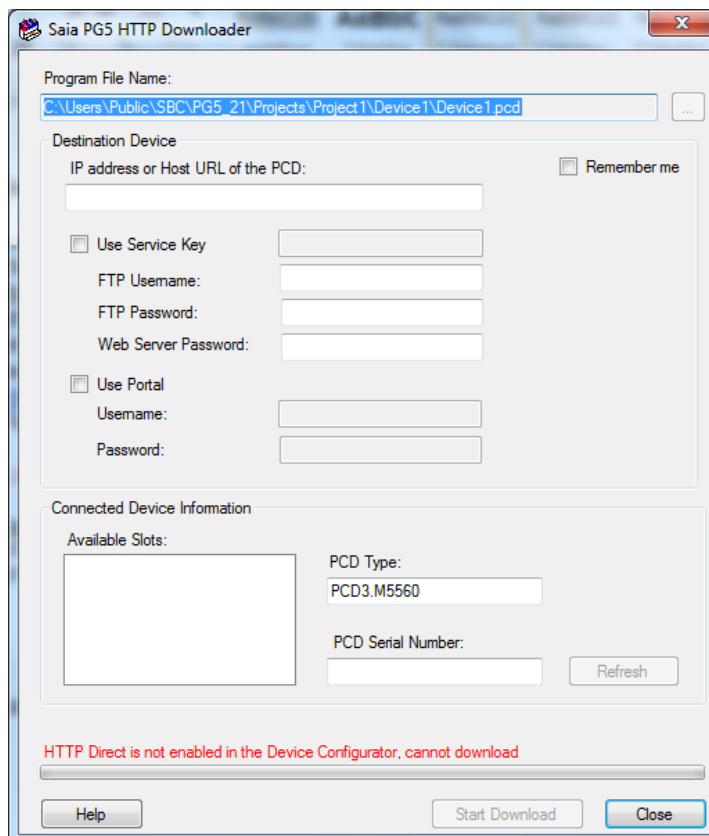 Saia PG5 HTTP Downloader
Program File Name:
C:\Users\Public\SBC\PG5_21\Projects\Project1\Device1\Device1.pcd
...
Destination Device
IP address or Host URL of the PCD:
Remember me
Use Service Key
FTP Username:
FTP Password:
Web Server Password:
Use Portal
Username:
Password:
Connected Device Information
Available Slots:
PCD Type:
PCD3.M5560
PCD Serial Number:
Refresh
HTTP Direct is not enabled in the Device Configurator, cannot download
Help
Start Download
Close